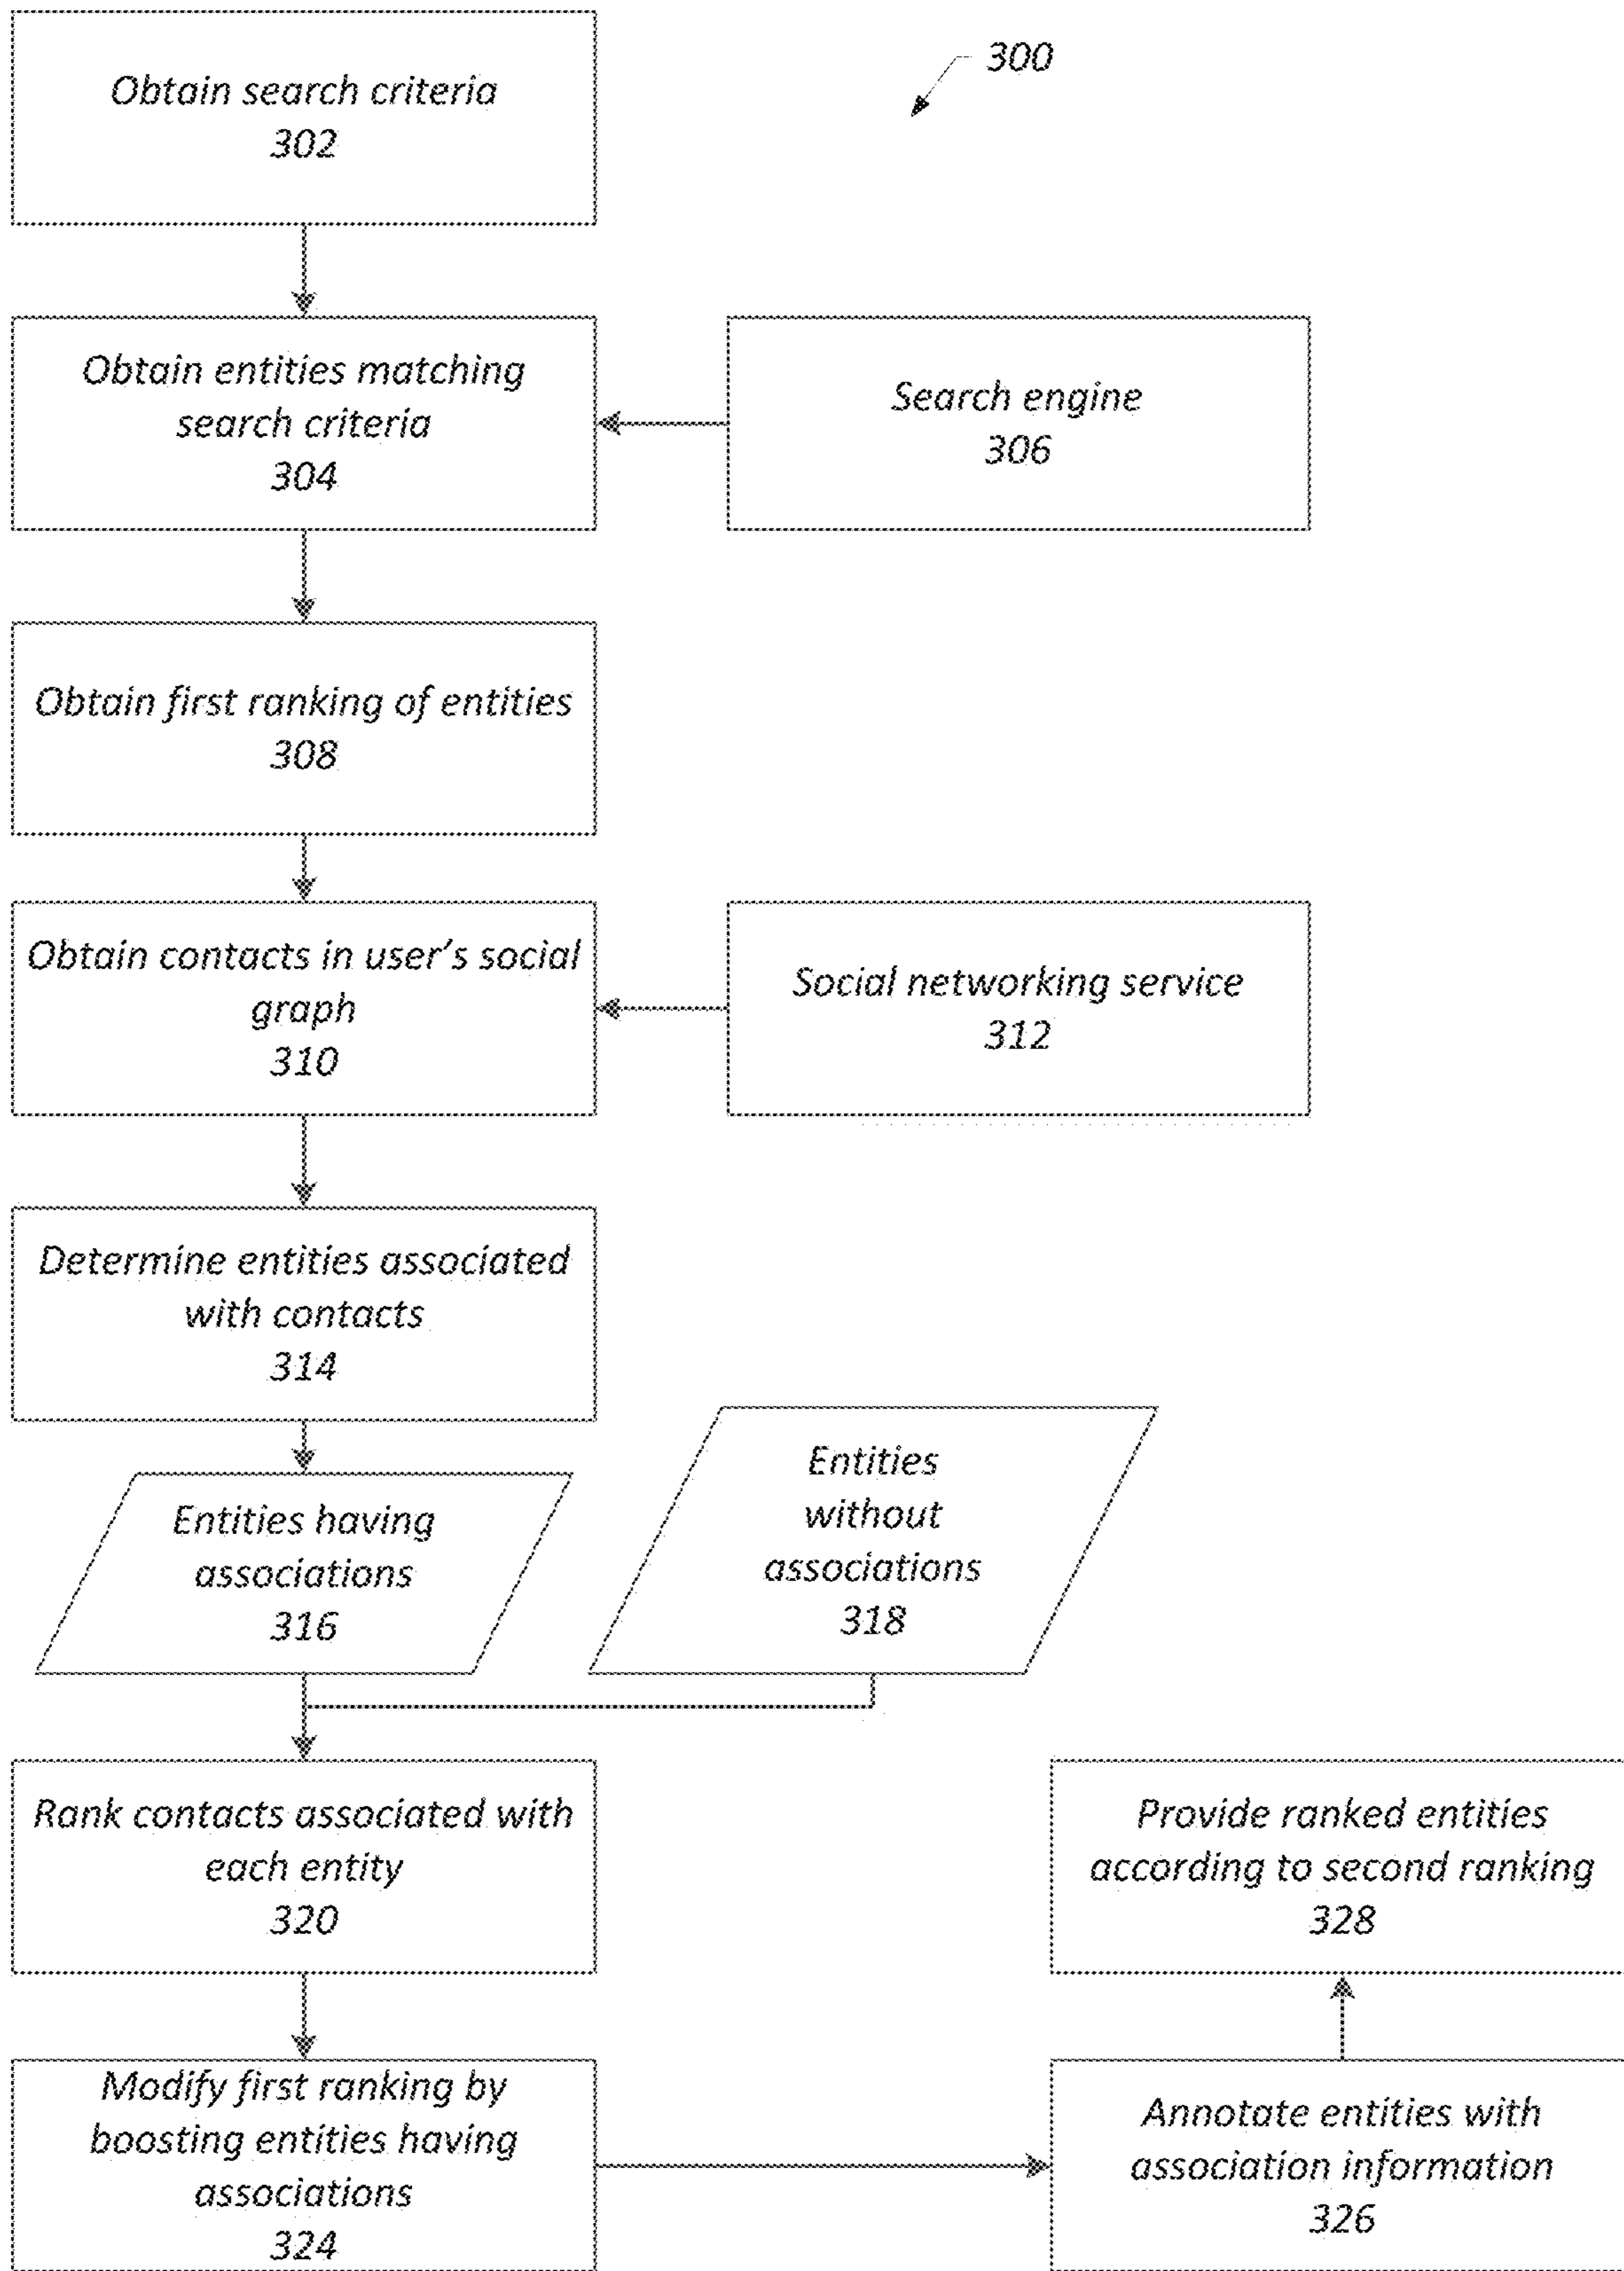 300
Obtain search criteria
302
Obtain entities matching
search criteria
304
Search engine
306
Obtain first ranking of entities
308
Obtain contacts in user's social
graph
310
Social networking service
312
Determine entities associated
with contacts
314
Entities having
associations
316
Entities
without
associations
318
Rank contacts associated with
each entity
320
Modify first ranking by
boosting entities having
associations
324
Annotate entities with
association information
326
Provide ranked entities
according to second ranking
328